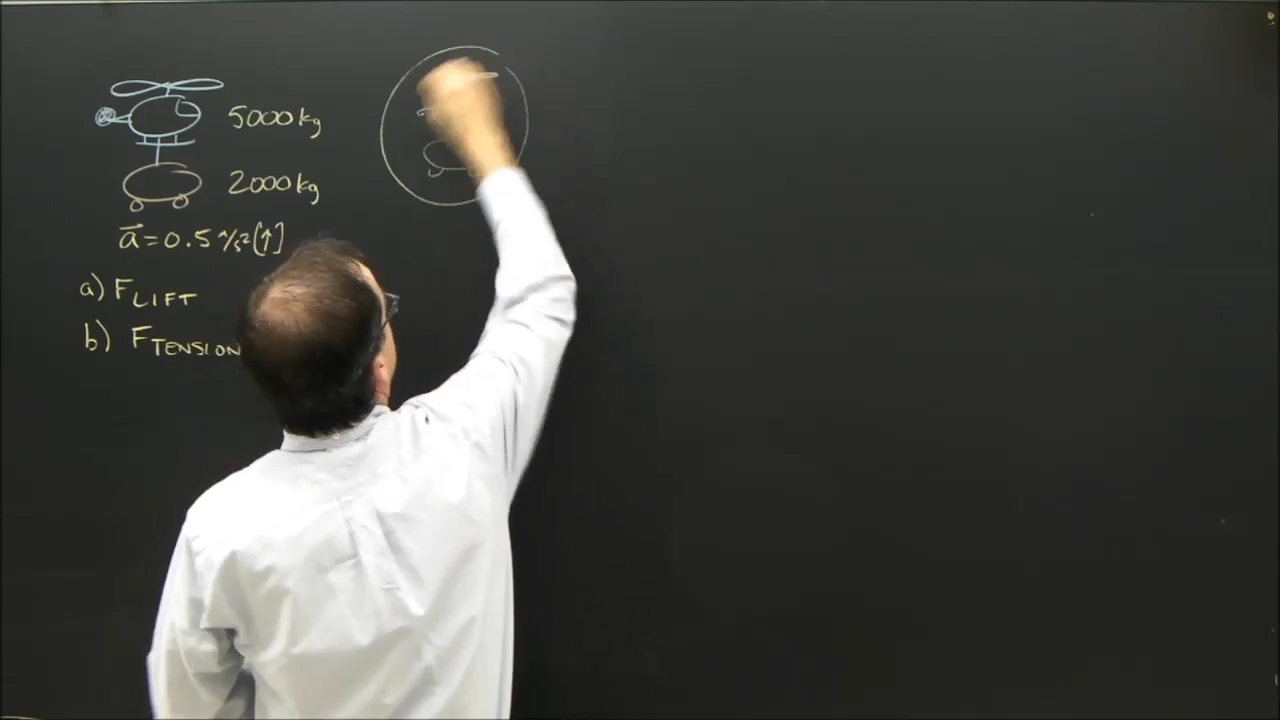 5000 kg
2000 kg
a⃗ = 0.5 m/s² [↑]
a) F LIFT
b) F TENSION